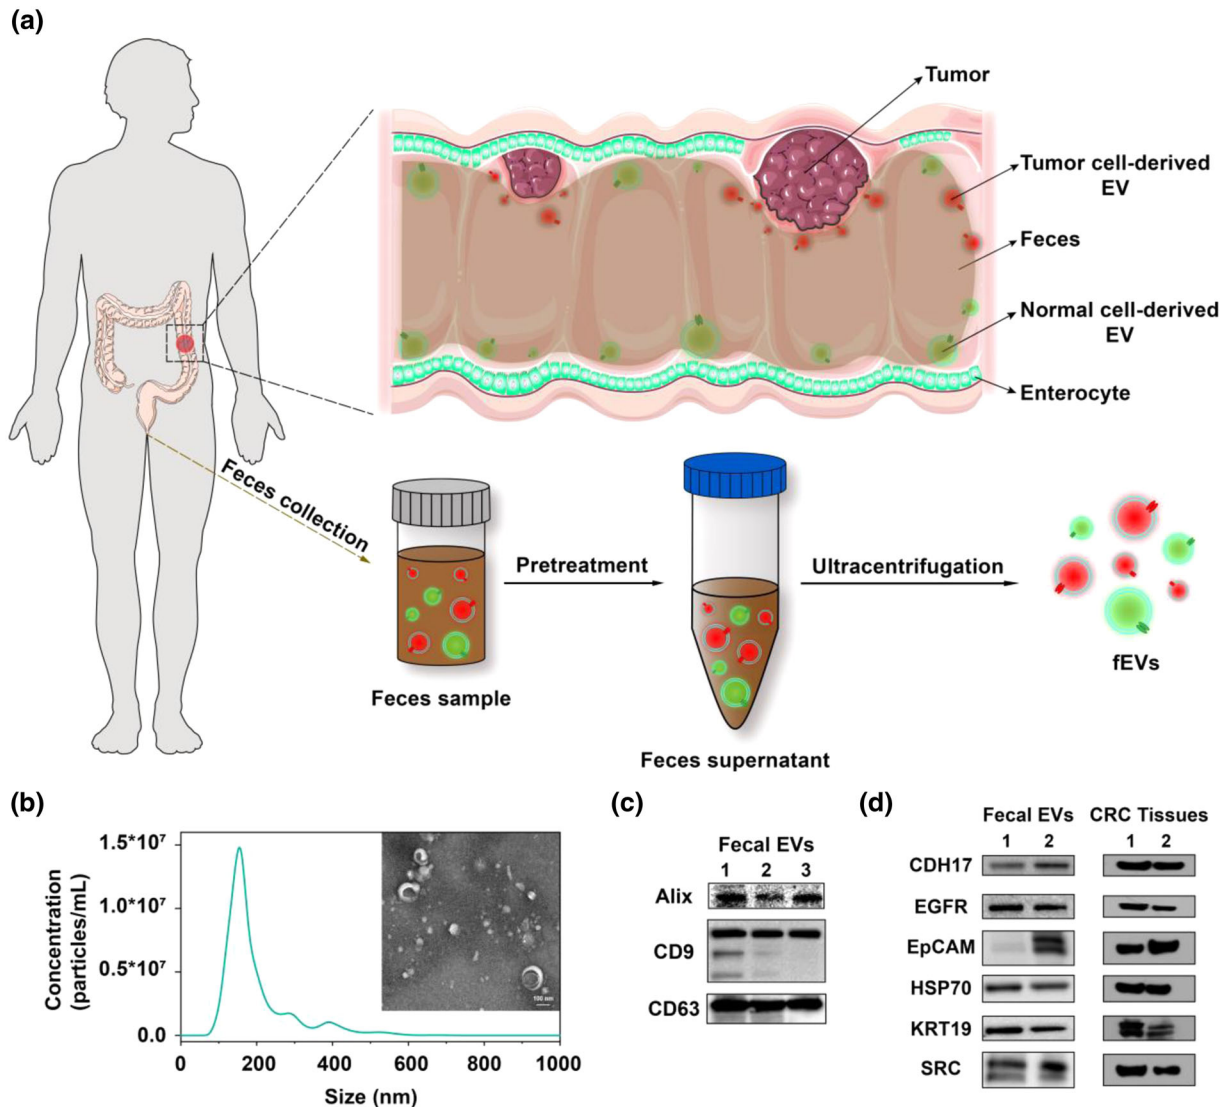 (a)
Tumor
Tumor cell-derived
EV
Feces
Normal cell-derived
EV
Enterocyte
Feces collection
Pretreatment
Ultracentrifugation
Feces sample
Feces supernatant
fEVs
(b)
Concentration
(particles/mL)
1.5*10⁷
1.0*10⁷
0.5*10⁷
0.0
0 200 400 600 800 1000
Size (nm)
100 nm
(c)
Fecal EVs
1 2 3
Alix
CD9
CD63
(d)
Fecal EVs CRC Tissues
1 2 1 2
CDH17
EGFR
EpCAM
HSP70
KRT19
SRC